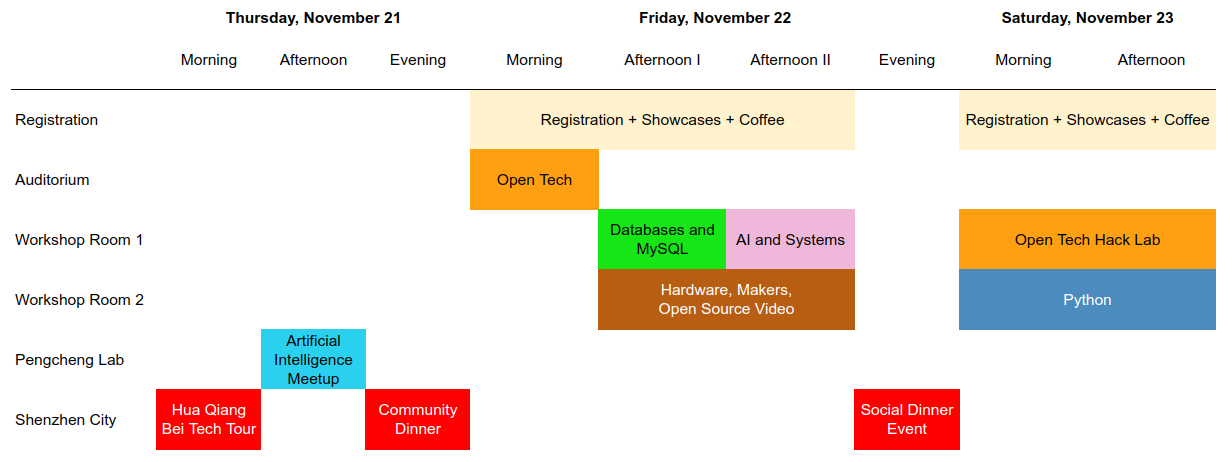 Thursday, November 21 Friday, November 22 Saturday, November 23
Morning Afternoon Evening Morning Afternoon I Afternoon II Evening Morning Afternoon
Registration Registration + Showcases + Coffee Registration + Showcases + Coffee
Auditorium Open Tech
Workshop Room 1 Databases and
MySQL AI and Systems Open Tech Hack Lab
Workshop Room 2 Hardware, Makers,
Open Source Video Python
Pengcheng Lab Artificial
Intelligence
Meetup
Shenzhen City Hua Qiang
Bei Tech Tour Community
Dinner Social Dinner
Event